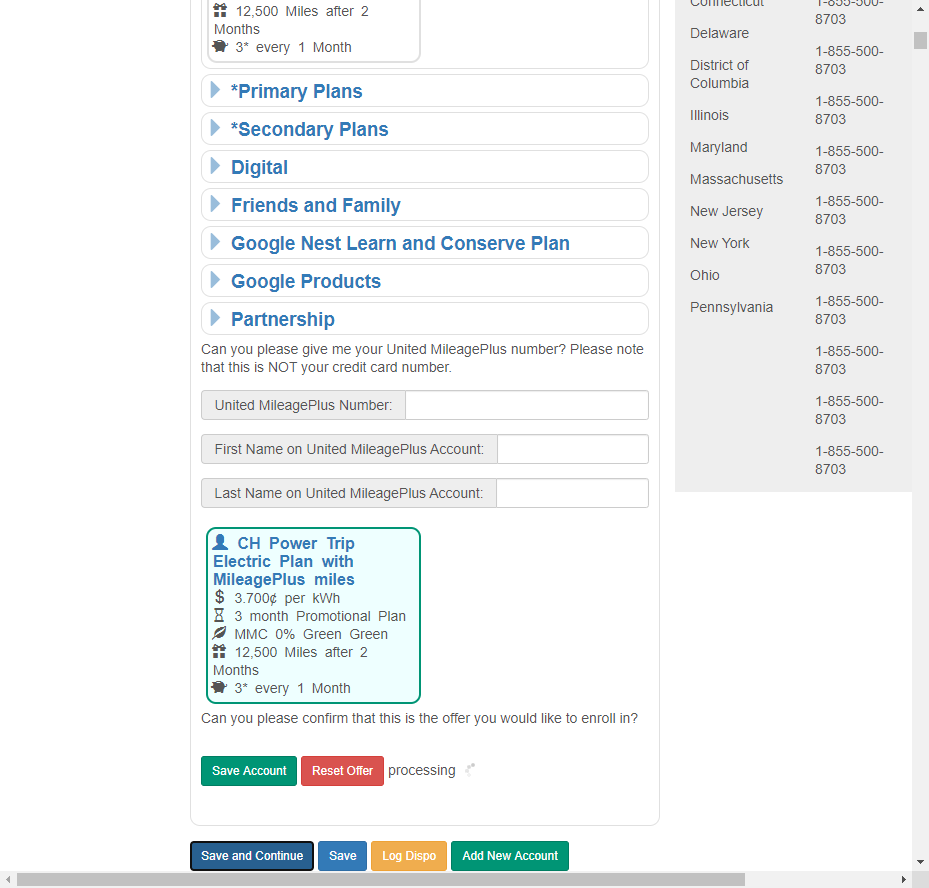 12,500 Miles after 2
Months
3* every 1 Month
*Primary Plans
*Secondary Plans
Digital
Friends and Family
Google Nest Learn and Conserve Plan
Google Products
Partnership
Can you please give me your United MileagePlus number? Please note
that this is NOT your credit card number.
United MileagePlus Number:
First Name on United MileagePlus Account:
Last Name on United MileagePlus Account:
CH Power Trip
Electric Plan with
MileagePlus miles
$ 3.700¢ per kWh
3 month Promotional Plan
MMC 0% Green Green
12,500 Miles after 2
Months
3* every 1 Month
Can you please confirm that this is the offer you would like to enroll in?
Save Account
Reset Offer
processing
Save and Continue
Save
Log Dispo
Add New Account
Connecticut
Delaware
District of
Columbia
Illinois
Maryland
Massachusetts
New Jersey
New York
Ohio
Pennsylvania
1-855-500-
8703
1-855-500-
8703
1-855-500-
8703
1-855-500-
8703
1-855-500-
8703
1-855-500-
8703
1-855-500-
8703
1-855-500-
8703
1-855-500-
8703
1-855-500-
8703